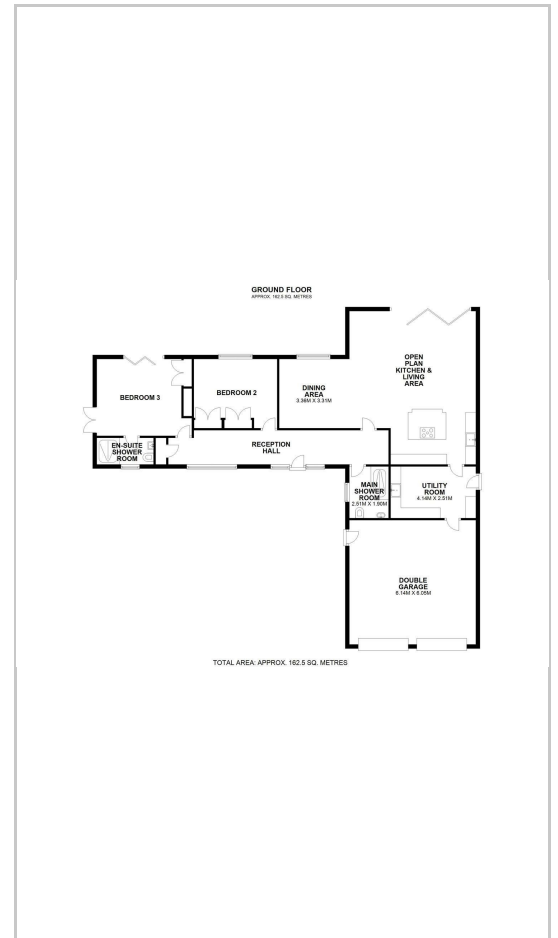 GROUND FLOOR
APPROX. 162.5 SQ. METRES
OPEN
PLAN
KITCHEN &
LIVING
AREA
BEDROOM 3
BEDROOM 2
DINING
AREA
3.36M X 3.31M
EN-SUITE
SHOWER
ROOM
RECEPTION
HALL
MAIN
SHOWER
ROOM
2.51M X 1.90M
UTILITY
ROOM
4.14M X 2.51M
DOUBLE
GARAGE
6.14M X 6.05M
TOTAL AREA: APPROX. 162.5 SQ. METRES